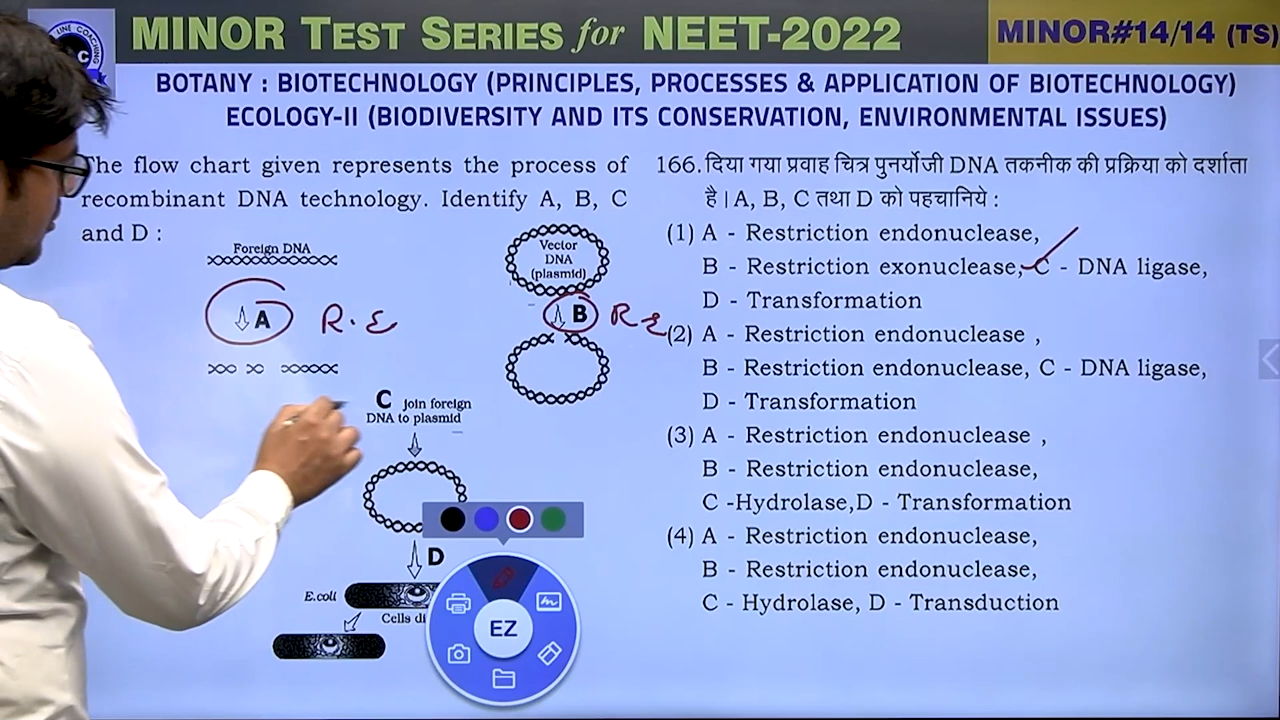 LINE COACHING
MINOR TEST SERIES for NEET-2022
MINOR#14/14 (TS)
BOTANY : BIOTECHNOLOGY (PRINCIPLES, PROCESSES & APPLICATION OF BIOTECHNOLOGY)
ECOLOGY-II (BIODIVERSITY AND ITS CONSERVATION, ENVIRONMENTAL ISSUES)
The flow chart given represents the process of
recombinant DNA technology. Identify A, B, C
and D :
Foreign DNA
Vector
DNA
(plasmid)
A
R.E
B
R E
C join foreign
DNA to plasmid
D
E.coli
Cells
EZ
166. दिया गया प्रवाह चित्र पुनर्योजी DNA तकनीक की प्रक्रिया को दर्शाता
है। A, B, C तथा D को पहचानिये :
(1) A - Restriction endonuclease,
B - Restriction exonuclease, C - DNA ligase,
D - Transformation
(2) A - Restriction endonuclease ,
B - Restriction endonuclease, C - DNA ligase,
D - Transformation
(3) A - Restriction endonuclease ,
B - Restriction endonuclease,
C -Hydrolase,D - Transformation
(4) A - Restriction endonuclease,
B - Restriction endonuclease,
C - Hydrolase, D - Transduction